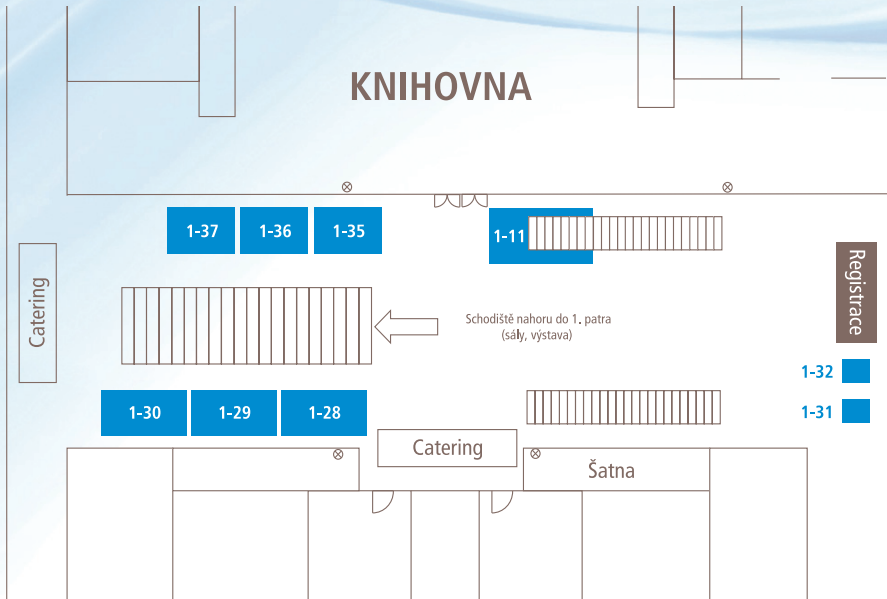 KNIHOVNA
1-37
1-36
1-35
1-11
Catering
Registrace
Schodiště nahoru do 1. patra
(sály, výstava)
1-32
1-31
1-30
1-29
1-28
Catering
Šatna